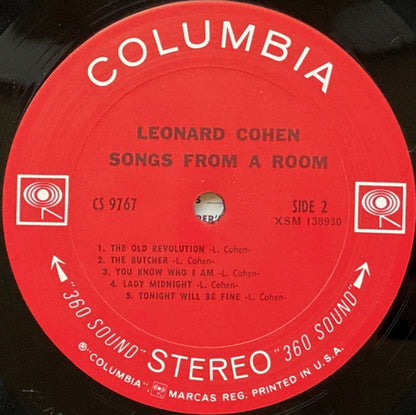 COLUMBIA
LEONARD COHEN
SONGS FROM A ROOM
CS 9767
SIDE 2
XSM 138930
1. THE OLD REVOLUTION -L. Cohen-
2. THE BUTCHER -L. Cohen-
3. YOU KNOW WHO I AM -L. Cohen-
4. LADY MIDNIGHT -L. Cohen-
5. TONIGHT WILL BE FINE -L. Cohen-
"360 SOUND" STEREO "360 SOUND"
® "COLUMBIA", MARCAS REG. PRINTED IN U.S.A.